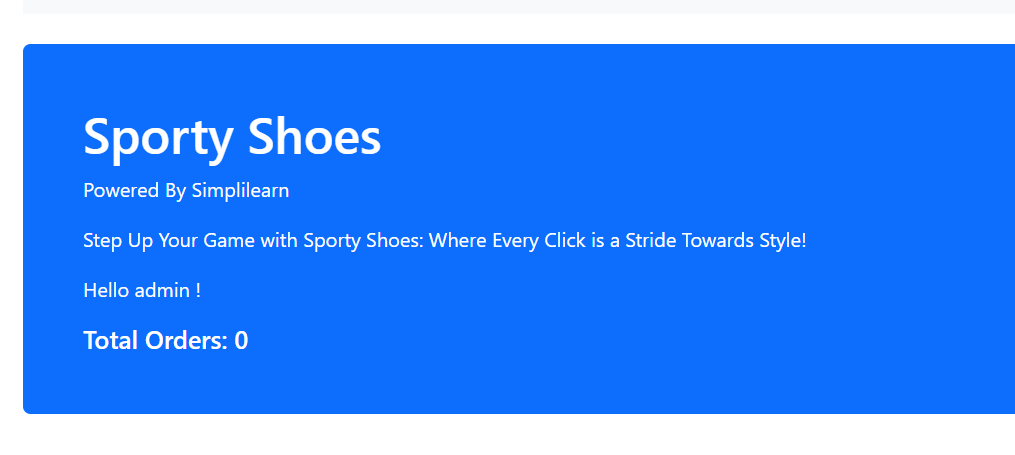 Sporty Shoes
Powered By Simplilearn
Step Up Your Game with Sporty Shoes: Where Every Click is a Stride Towards Style!
Hello admin !
Total Orders: 0